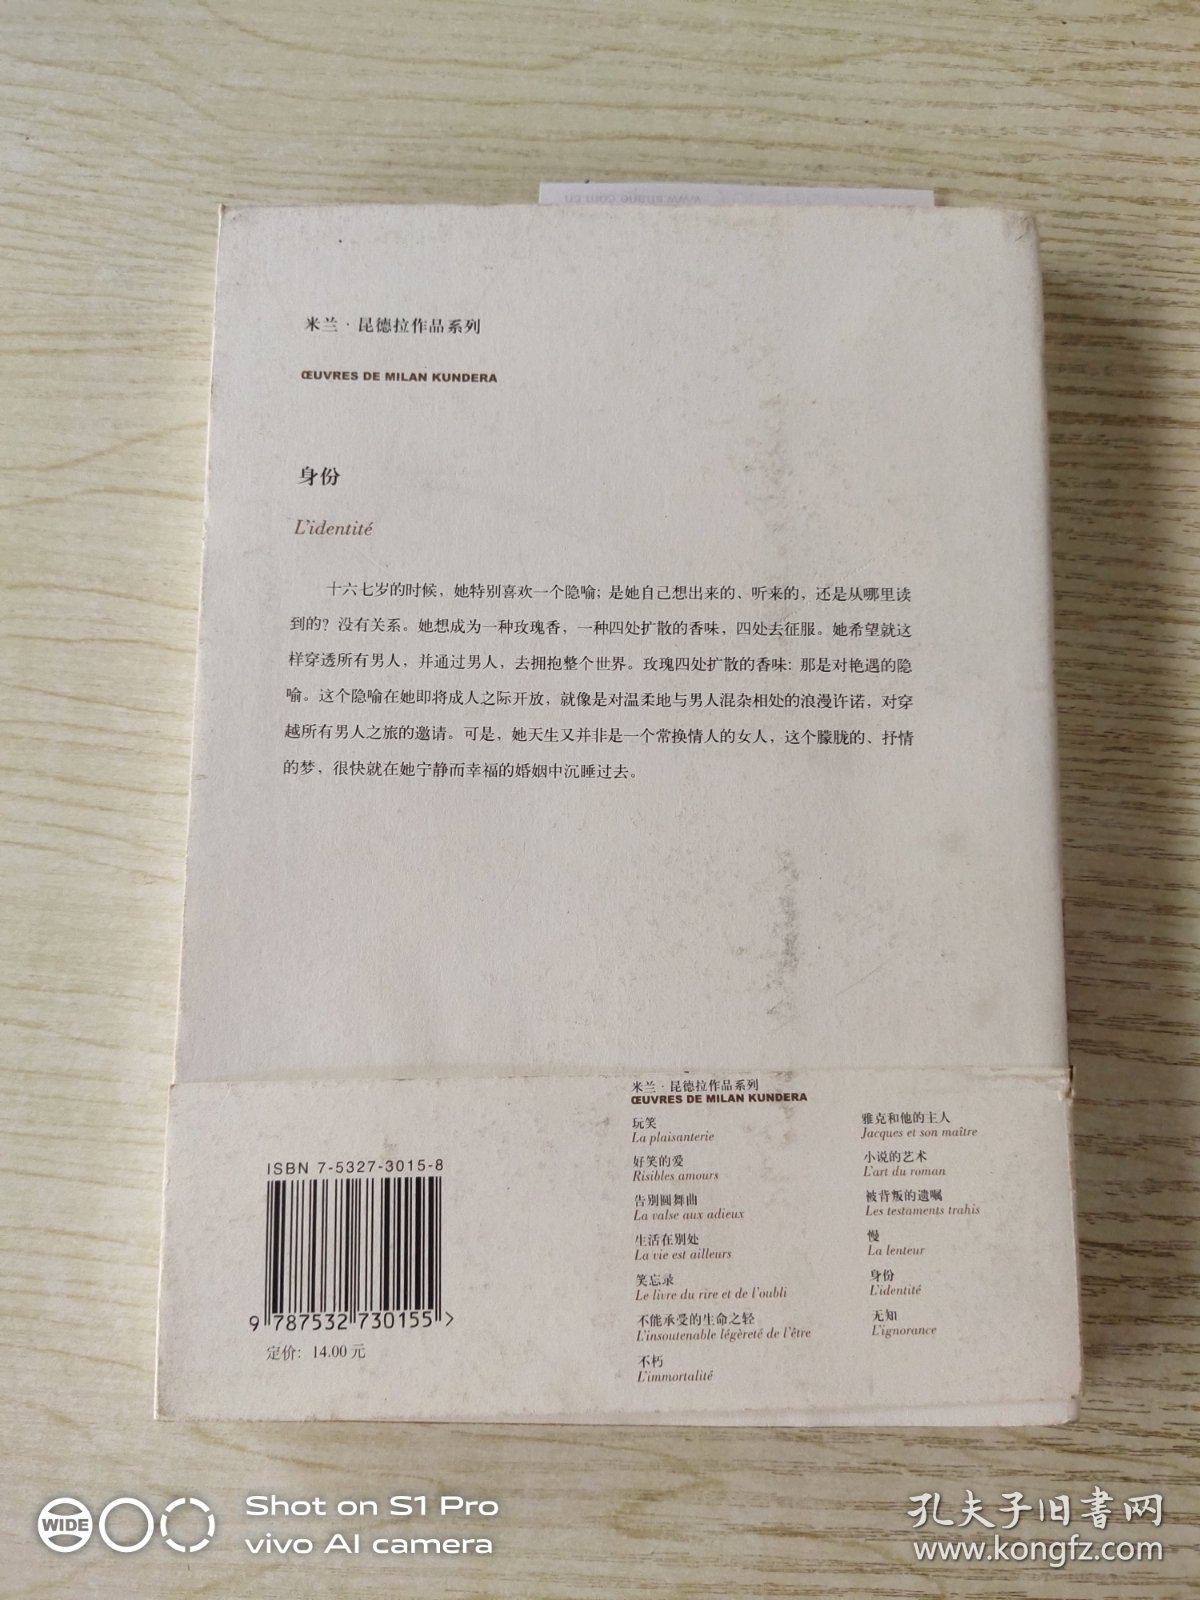 www.ehaoe.com.cn
米兰·昆德拉作品系列
ŒUVRES DE MILAN KUNDERA
身份
L'identité
十六七岁的时候，她特别喜欢一个隐喻；是她自己想出来的、听来的，还是从哪里读
到的？没有关系。她想成为一种玫瑰香，一种四处扩散的香味，四处去征服。她希望就这
样穿透所有男人，并通过男人，去拥抱整个世界。玫瑰四处扩散的香味：那是对艳遇的隐
喻。这个隐喻在她即将成人之际开放，就像是对温柔地与男人混杂相处的浪漫许诺，对穿
越所有男人之旅的邀请。可是，她天生又并非是一个常换情人的女人，这个朦胧的、抒情
的梦，很快就在她宁静而幸福的婚姻中沉睡过去。
米兰·昆德拉作品系列
ŒUVRES DE MILAN KUNDERA
玩笑
La plaisanterie
好笑的爱
Risibles amours
告别圆舞曲
La valse aux adieux
生活在别处
La vie est ailleurs
笑忘录
Le livre du rire et de l'oubli
不能承受的生命之轻
L'insoutenable légèreté de l'être
不朽
L'immortalité
雅克和他的主人
Jacques et son maître
小说的艺术
L'art du roman
被背叛的遗嘱
Les testaments trahis
慢
La lenteur
身份
L'identité
无知
L'ignorance
ISBN 7-5327-3015-8
9 787532 730155 >
定价：14.00 元
WIDE
Shot on S1 Pro
vivo AI camera
孔夫子旧书网
www.kongfz.com